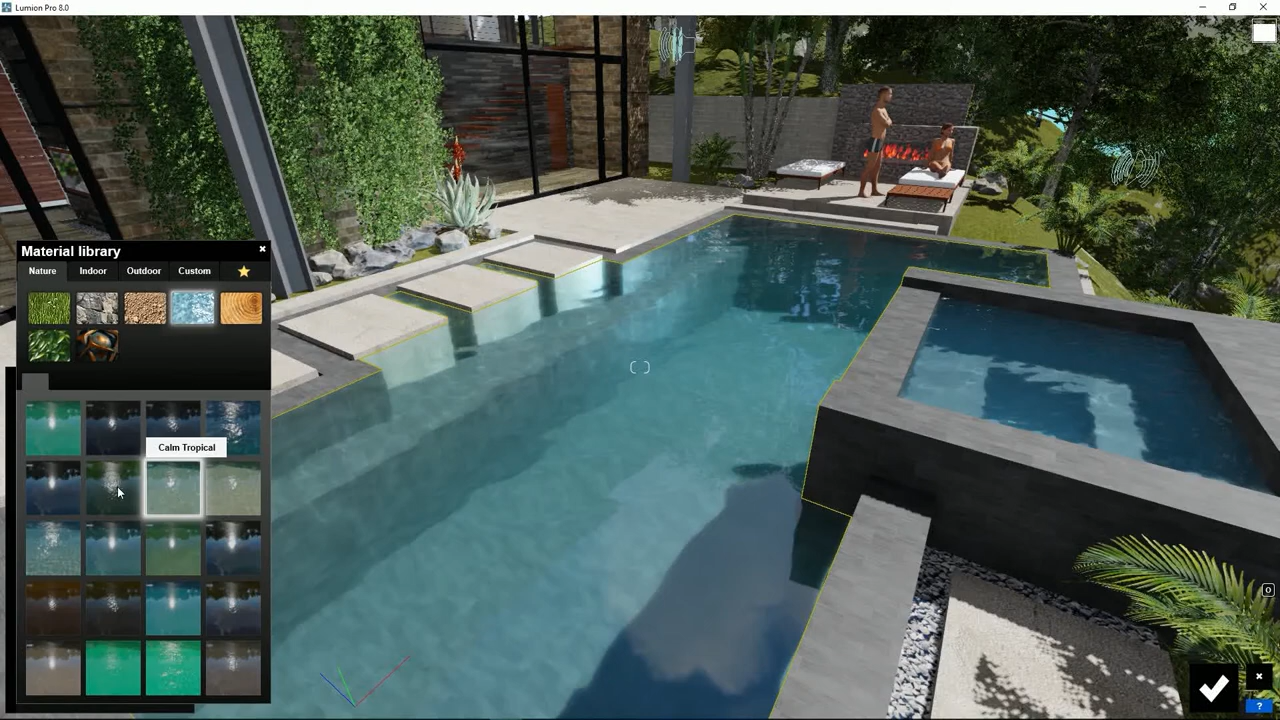 Lumion Pro 8.0
Material library
Nature Indoor Outdoor Custom
Calm Tropical
O
?